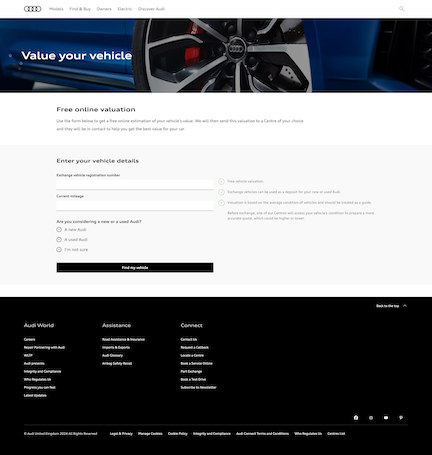 Models Find & Buy Owners Electric Discover Audi
Value your vehicle
Free online valuation
Use the form below to get a free online estimation of your vehicle's value. We will then send this valuation to a Centre of your choice
and they will be in contact to help you get the best value for your car.
Enter your vehicle details
Exchange vehicle registration number
Current mileage
Are you considering a new or a used Audi?
A new Audi
A used Audi
I'm not sure
Find my vehicle
Free vehicle valuation
Exchange vehicles can be used as a deposit for your new or used Audi.
Valuation is based on the average condition of vehicles and should be treated as a guide.
Before exchange, one of our Centres will assess your vehicle's condition to prepare a more
accurate quote, which could be higher or lower.
Back to the top
Audi World
Careers
Repair Partnering with Audi
WLTP
Audi presents
Integrity and Compliance
Who Regulates Us
Progress you can feel
Latest Updates
Assistance
Road Assistance & Insurance
Imports & Exports
Audi Glossary
Airbag Safety Recall
Connect
Contact Us
Request a Callback
Locate a Centre
Book a Service Online
Part Exchange
Book a Test Drive
Subscribe to Newsletter
© Audi United Kingdom. 2024 All Rights Reserved Legal & Privacy Manage Cookies Cookie Policy Integrity and Compliance Audi Connect Terms and Conditions Who Regulates Us Centres List